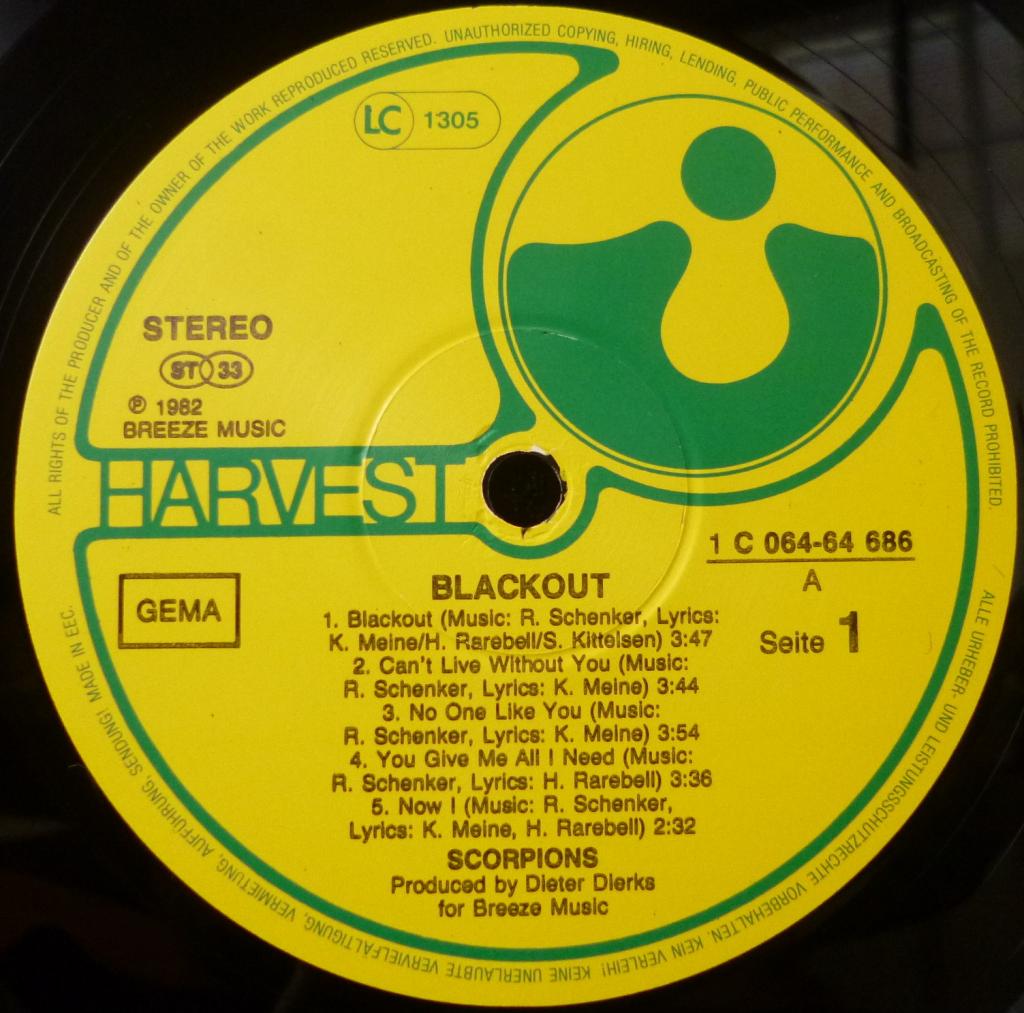 ALL RIGHTS OF THE PRODUCER AND OF THE OWNER OF THE WORK REPRODUCED RESERVED. UNAUTHORIZED COPYING, HIRING, LENDING, PUBLIC PERFORMANCE AND BROADCASTING OF THE RECORD PROHIBITED.
LC 1305
STEREO
ST 33
℗ 1982
BREEZE MUSIC
HARVEST
GEMA
1 C 064-64 686
A
Seite 1
BLACKOUT
1. Blackout (Music: R. Schenker, Lyrics:
K. Meine/H. Rarebell/S. Kittelsen) 3:47
2. Can't Live Without You (Music:
R. Schenker, Lyrics: K. Meine) 3:44
3. No One Like You (Music:
R. Schenker, Lyrics: K. Meine) 3:54
4. You Give Me All I Need (Music:
R. Schenker, Lyrics: H. Rarebell) 3:36
5. Now I (Music: R. Schenker,
Lyrics: K. Meine, H. Rarebell) 2:32
SCORPIONS
Produced by Dieter Dierks
for Breeze Music
/ ALLE URHEBER- UND LEISTUNGSSCHUTZRECHTE VORBEHALTEN. KEIN VERLEIH! KEINE UNERLAUBTE VERVIELFÄLTIGUNG, VERMIETUNG, AUFFÜHRUNG, SENDUNG! MADE IN EEC.